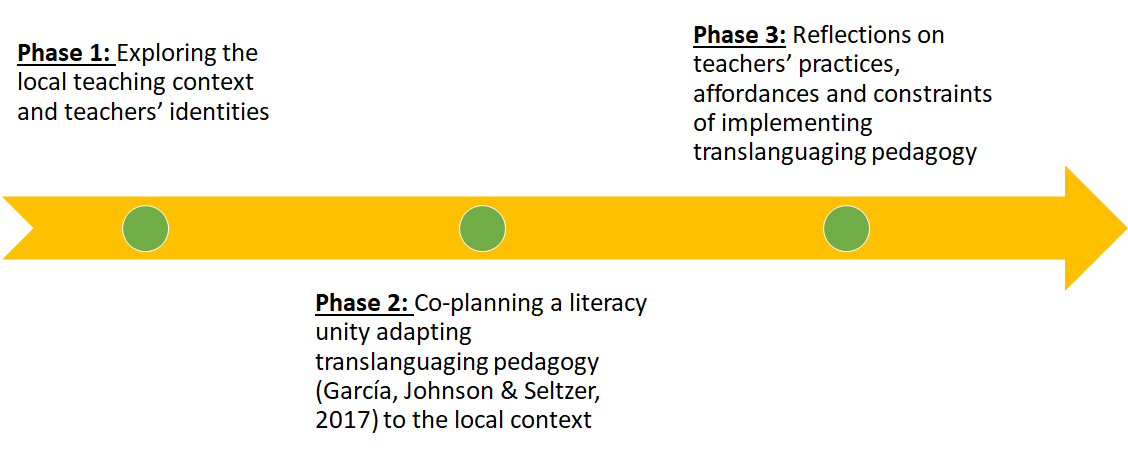 Phase 1: Exploring the
local teaching context
and teachers’ identities
Phase 2: Co-planning a literacy
unity adapting
translanguaging pedagogy
(García, Johnson & Seltzer,
2017) to the local context
Phase 3: Reflections on
teachers’ practices,
affordances and constraints
of implementing
translanguaging pedagogy